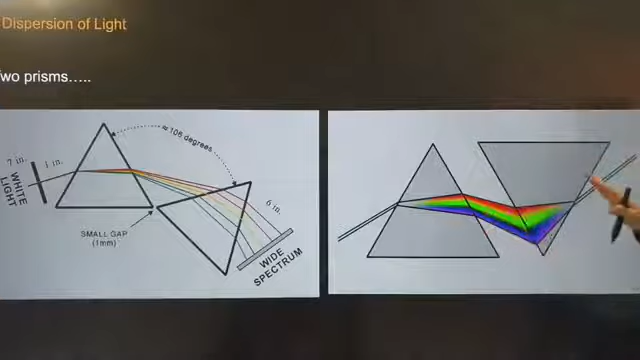 Dispersion of Light
wo prisms.....
≈106 degrees
7 in.
1 in.
WHITE
LIGHT
6 in.
SMALL GAP
(1mm)
WIDE
SPECTRUM